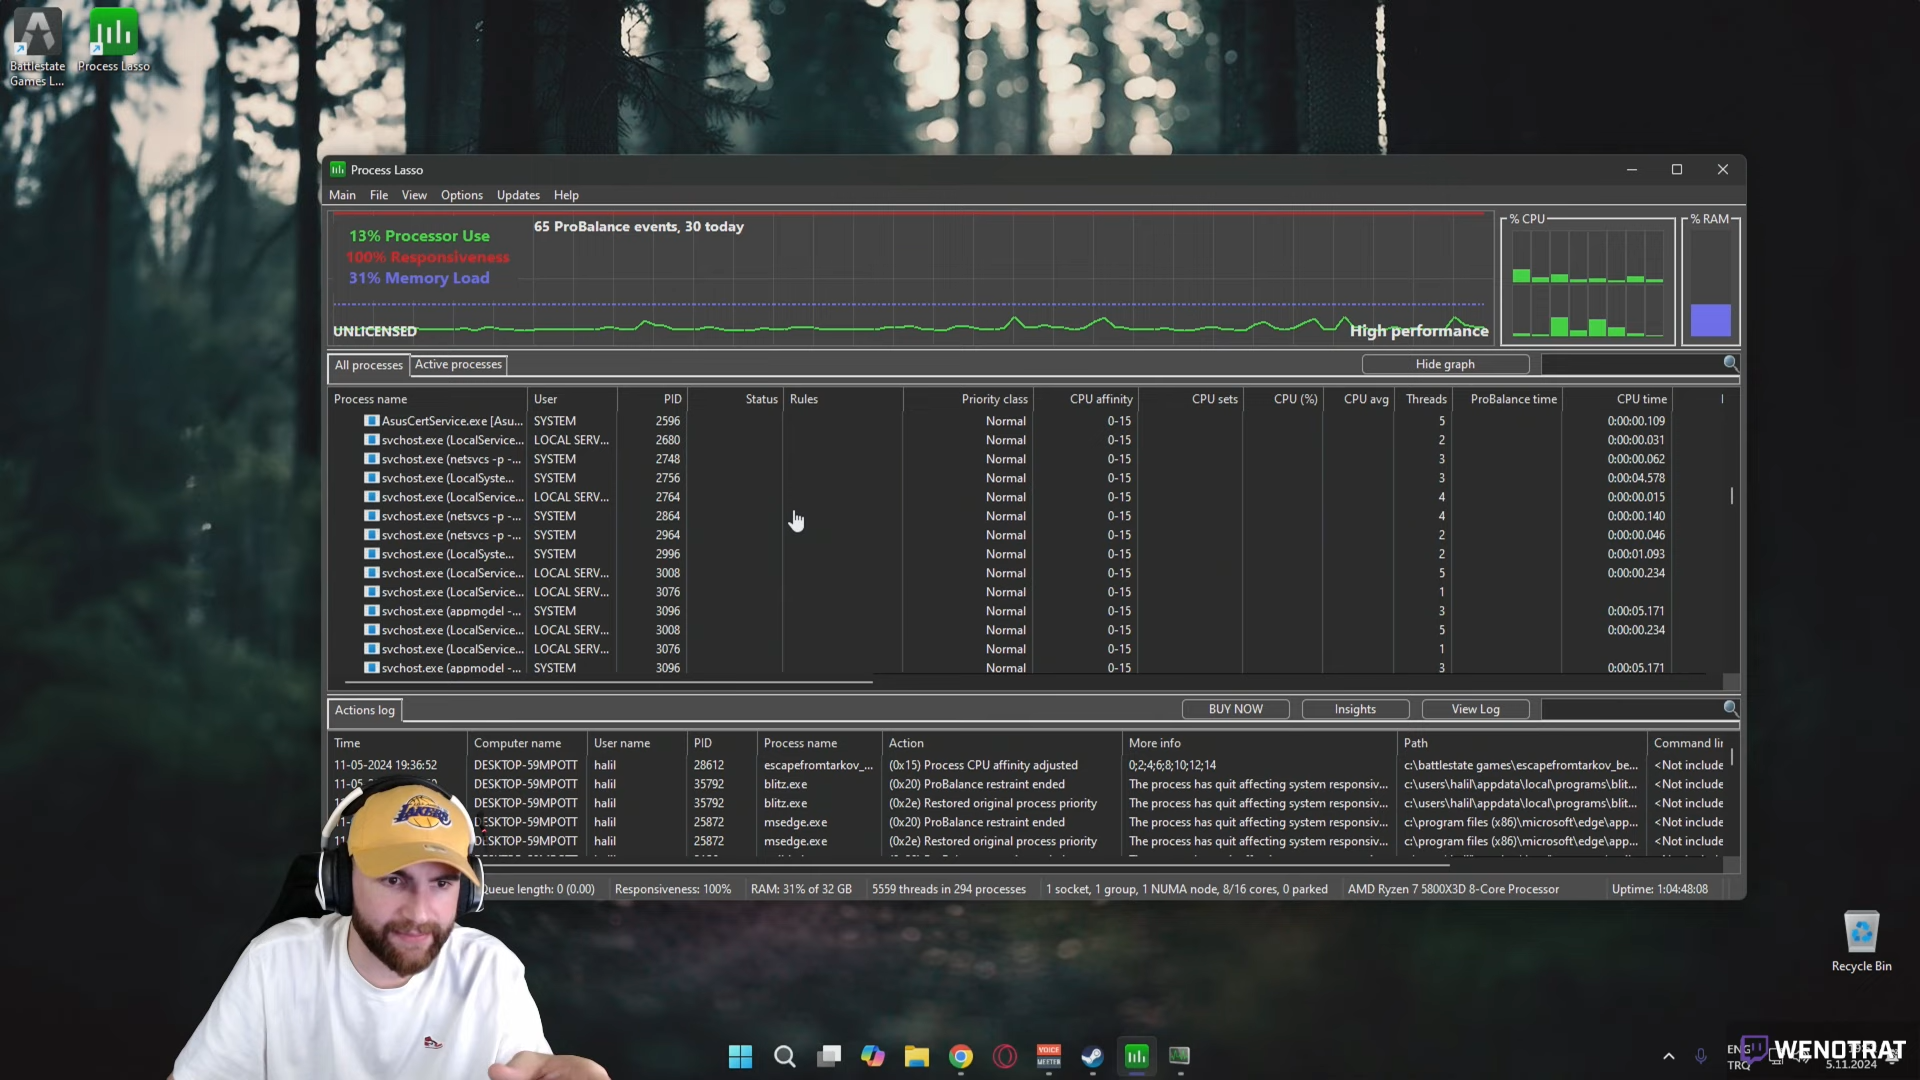 Battlestate
Games L...
Process Lasso
Process Lasso
Main File View Options Updates Help
13% Processor Use
100% Responsiveness
31% Memory Load
65 ProBalance events, 30 today
UNLICENSED
High performance
% CPU
% RAM
All processes Active processes Hide graph
Process name User PID Status Rules Priority class CPU affinity CPU sets CPU (%) CPU avg Threads ProBalance time CPU time
AsusCertService.exe [Asu... SYSTEM 2596 Normal 0-15 5 0:00:00.109
svchost.exe (LocalService... LOCAL SERV... 2680 Normal 0-15 2 0:00:00.031
svchost.exe (netsvcs -p -... SYSTEM 2748 Normal 0-15 3 0:00:00.062
svchost.exe (LocalSyste... SYSTEM 2756 Normal 0-15 3 0:00:04.578
svchost.exe (LocalService... LOCAL SERV... 2764 Normal 0-15 4 0:00:00.015
svchost.exe (netsvcs -p -... SYSTEM 2864 Normal 0-15 4 0:00:00.140
svchost.exe (netsvcs -p -... SYSTEM 2964 Normal 0-15 2 0:00:00.046
svchost.exe (LocalSyste... SYSTEM 2996 Normal 0-15 2 0:00:01.093
svchost.exe (LocalService... LOCAL SERV... 3008 Normal 0-15 5 0:00:00.234
svchost.exe (LocalService... LOCAL SERV... 3076 Normal 0-15 1
svchost.exe (appmodel -... SYSTEM 3096 Normal 0-15 3 0:00:05.171
svchost.exe (LocalService... LOCAL SERV... 3008 Normal 0-15 5 0:00:00.234
svchost.exe (LocalService... LOCAL SERV... 3076 Normal 0-15 1
svchost.exe (appmodel -... SYSTEM 3096 Normal 0-15 3 0:00:05.171
Actions log BUY NOW Insights View Log
Time Computer name User name PID Process name Action More info Path Command lir
11-05-2024 19:36:52 DESKTOP-59MPOTT halil 28612 escapefromtarkov_... (0x15) Process CPU affinity adjusted 0;2;4;6;8;10;12;14 c:\battlestate games\escapefromtarkov_be... <Not include
DESKTOP-59MPOTT halil 35792 blitz.exe (0x20) ProBalance restraint ended The process has quit affecting system responsiv... c:\users\halil\appdata\local\programs\blit... <Not include
DESKTOP-59MPOTT halil 35792 blitz.exe (0x2e) Restored original process priority The process has quit affecting system responsiv... c:\users\halil\appdata\local\programs\blit... <Not include
DESKTOP-59MPOTT halil 25872 msedge.exe (0x20) ProBalance restraint ended The process has quit affecting system responsiv... c:\program files (x86)\microsoft\edge\app... <Not include
DESKTOP-59MPOTT halil 25872 msedge.exe (0x2e) Restored original process priority The process has quit affecting system responsiv... c:\program files (x86)\microsoft\edge\app... <Not include
Queue length: 0 (0.00) Responsiveness: 100% RAM: 31% of 32 GB 5559 threads in 294 processes 1 socket, 1 group, 1 NUMA node, 8/16 cores, 0 parked AMD Ryzen 7 5800X3D 8-Core Processor Uptime: 1:04:48:08
LAKERS
Recycle Bin
VOICE
MEETER
ENG
TRQ
WENOTRAT
5.11.2024